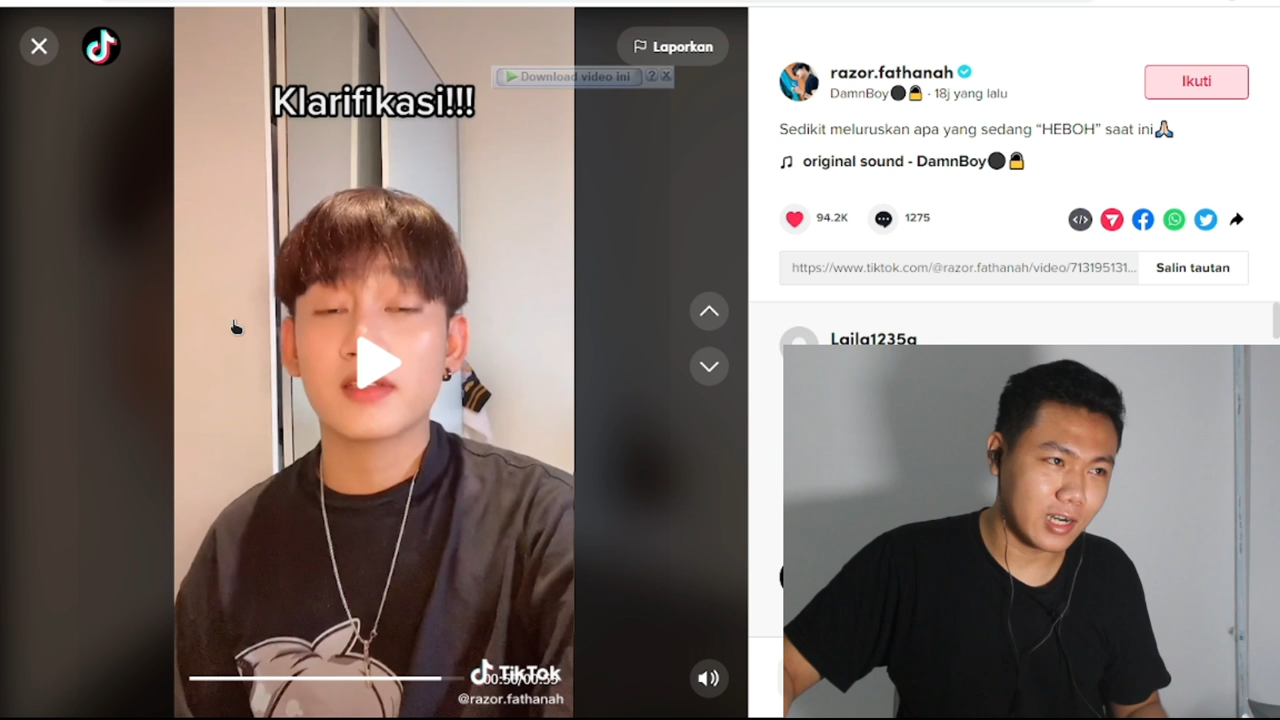 Laporkan
Download video ini
?
Klarifikasi!!!
00:50/00:55
TikTok
@razor.fathanah
razor.fathanah
DamnBoy · 18j yang lalu
Ikuti
Sedikit meluruskan apa yang sedang “HEBOH” saat ini
original sound - DamnBoy
94.2K
1275
https://www.tiktok.com/@razor.fathanah/video/713195131...
Salin tautan
Laila1235g